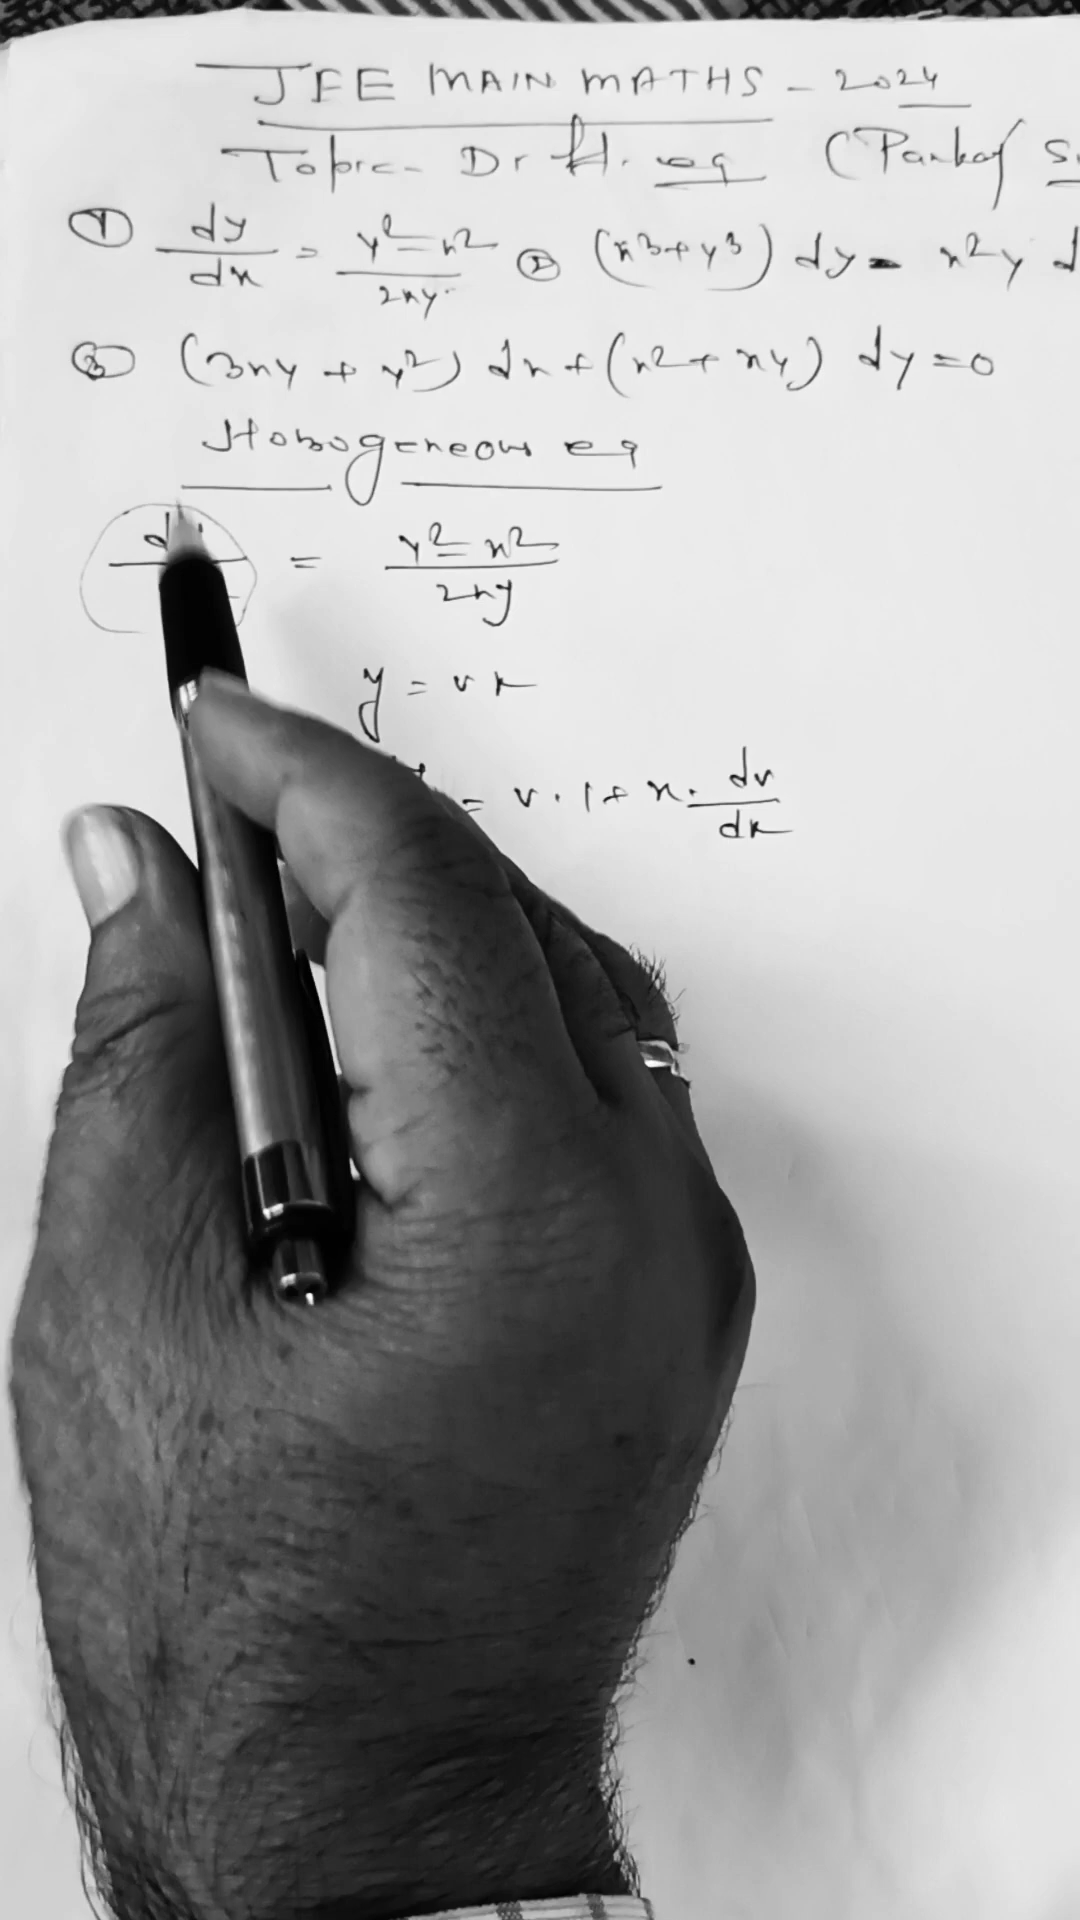 JEE MAIN MATHS - 2024
Topic - Diff. eq (Pankaj
① dy/dx = y²-x²/2xy ② (x³+y³) dy = x²y d
③ (3xy + y²) dx + (x²+ xy) dy = 0
Homogeneous eq
= y²-x²/2xy
y = vx
= v.1 + x. dv/dx